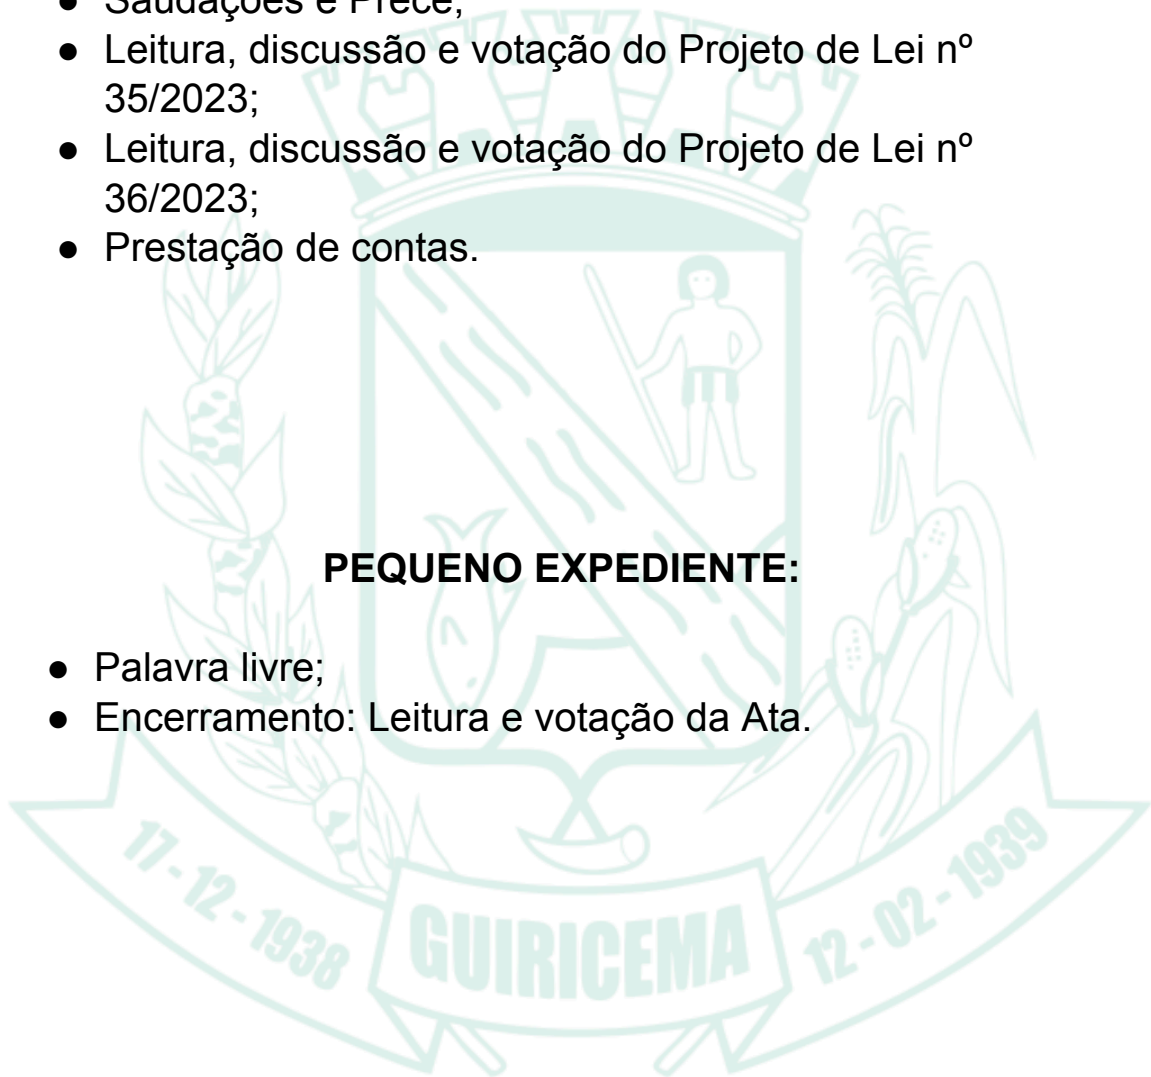 ● Saudações e Prece;
● Leitura, discussão e votação do Projeto de Lei nº
35/2023;
● Leitura, discussão e votação do Projeto de Lei nº
36/2023;
● Prestação de contas.
PEQUENO EXPEDIENTE:
● Palavra livre;
● Encerramento: Leitura e votação da Ata.
17-12-1938
GUIRICEMA
12-02-1939